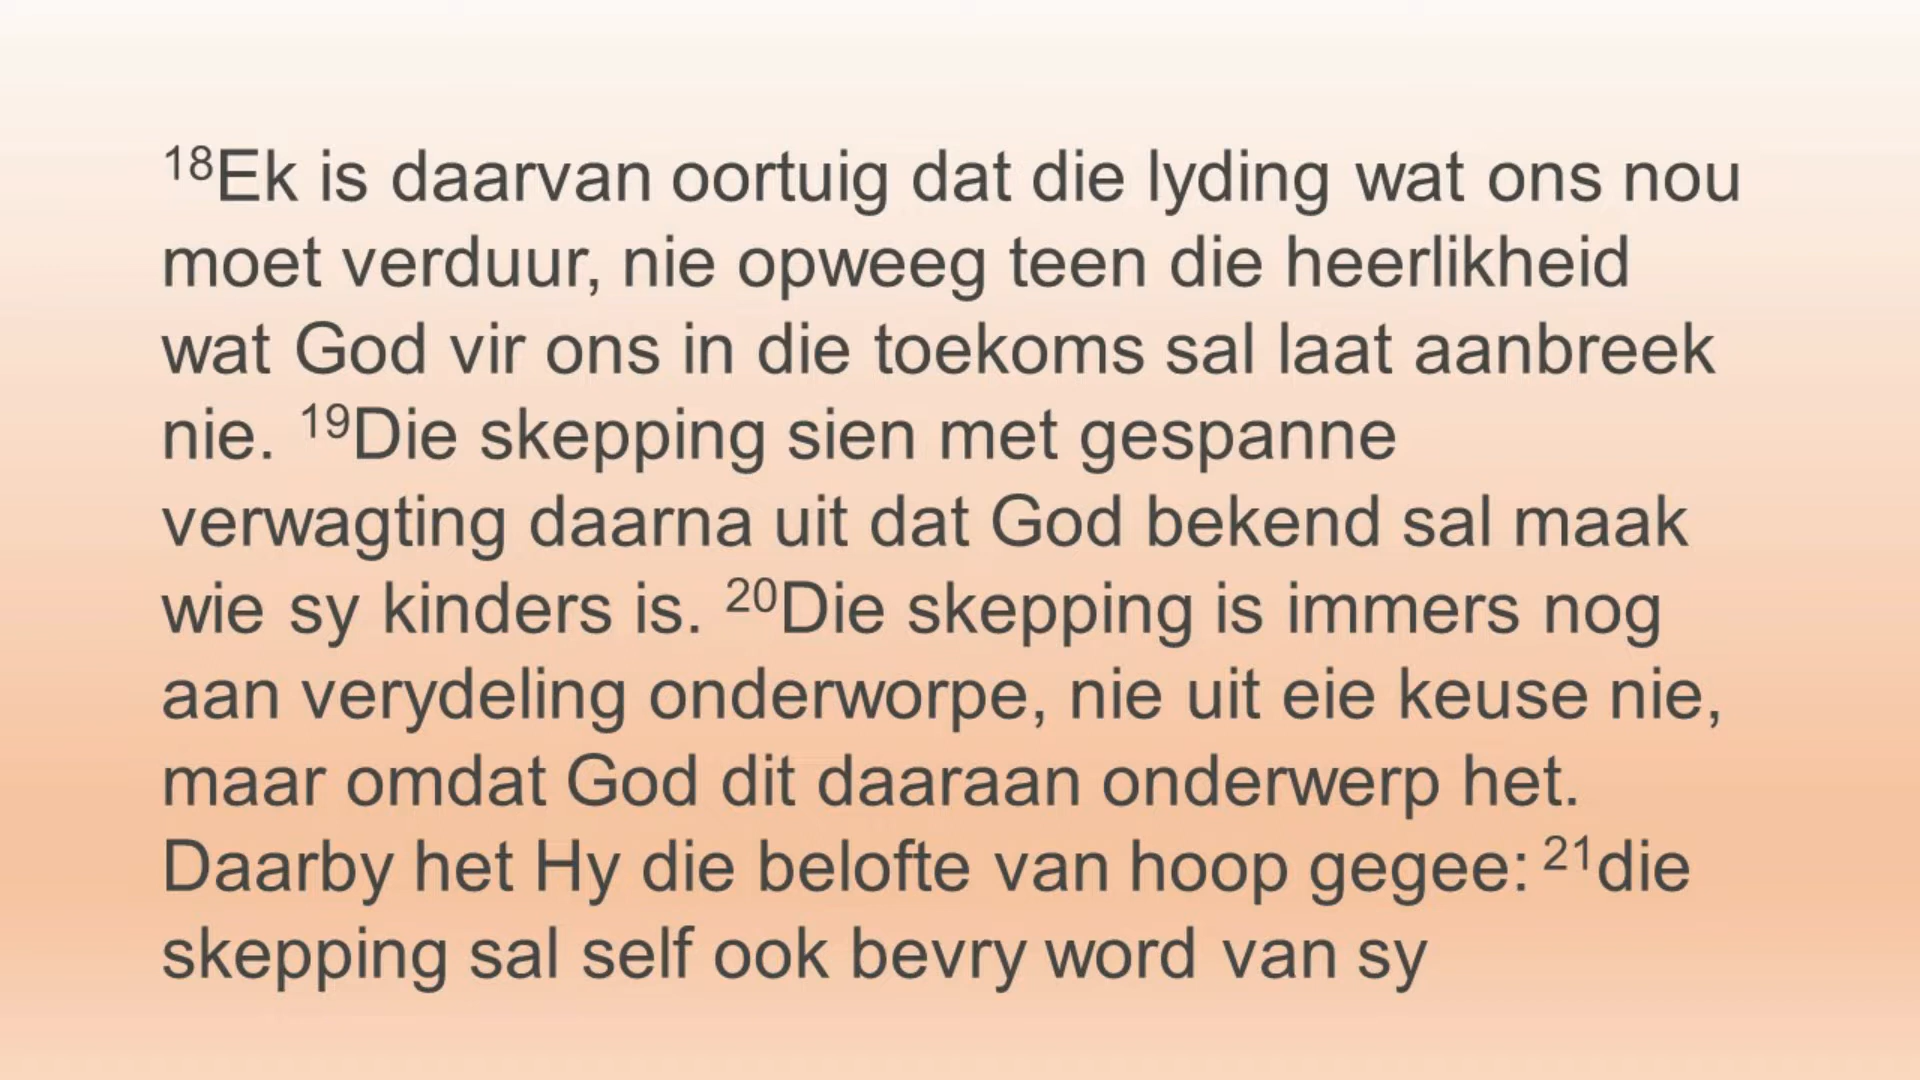 18Ek is daarvan oortuig dat die lyding wat ons nou
moet verduur, nie opweeg teen die heerlikheid
wat God vir ons in die toekoms sal laat aanbreek
nie. 19Die skepping sien met gespanne
verwagting daarna uit dat God bekend sal maak
wie sy kinders is. 20Die skepping is immers nog
aan verydeling onderworpe, nie uit eie keuse nie,
maar omdat God dit daaraan onderwerp het.
Daarby het Hy die belofte van hoop gegee: 21die
skepping sal self ook bevry word van sy